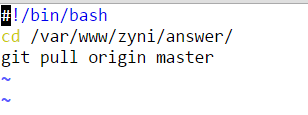 #!/bin/bash
cd /var/www/zyni/answer/
git pull origin master
~
~